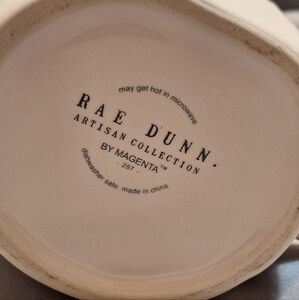 may get hot in microwave.
RAE DUNN.
ARTISAN COLLECTION
BY MAGENTA™
- 287 -
dishwasher safe. made in china.